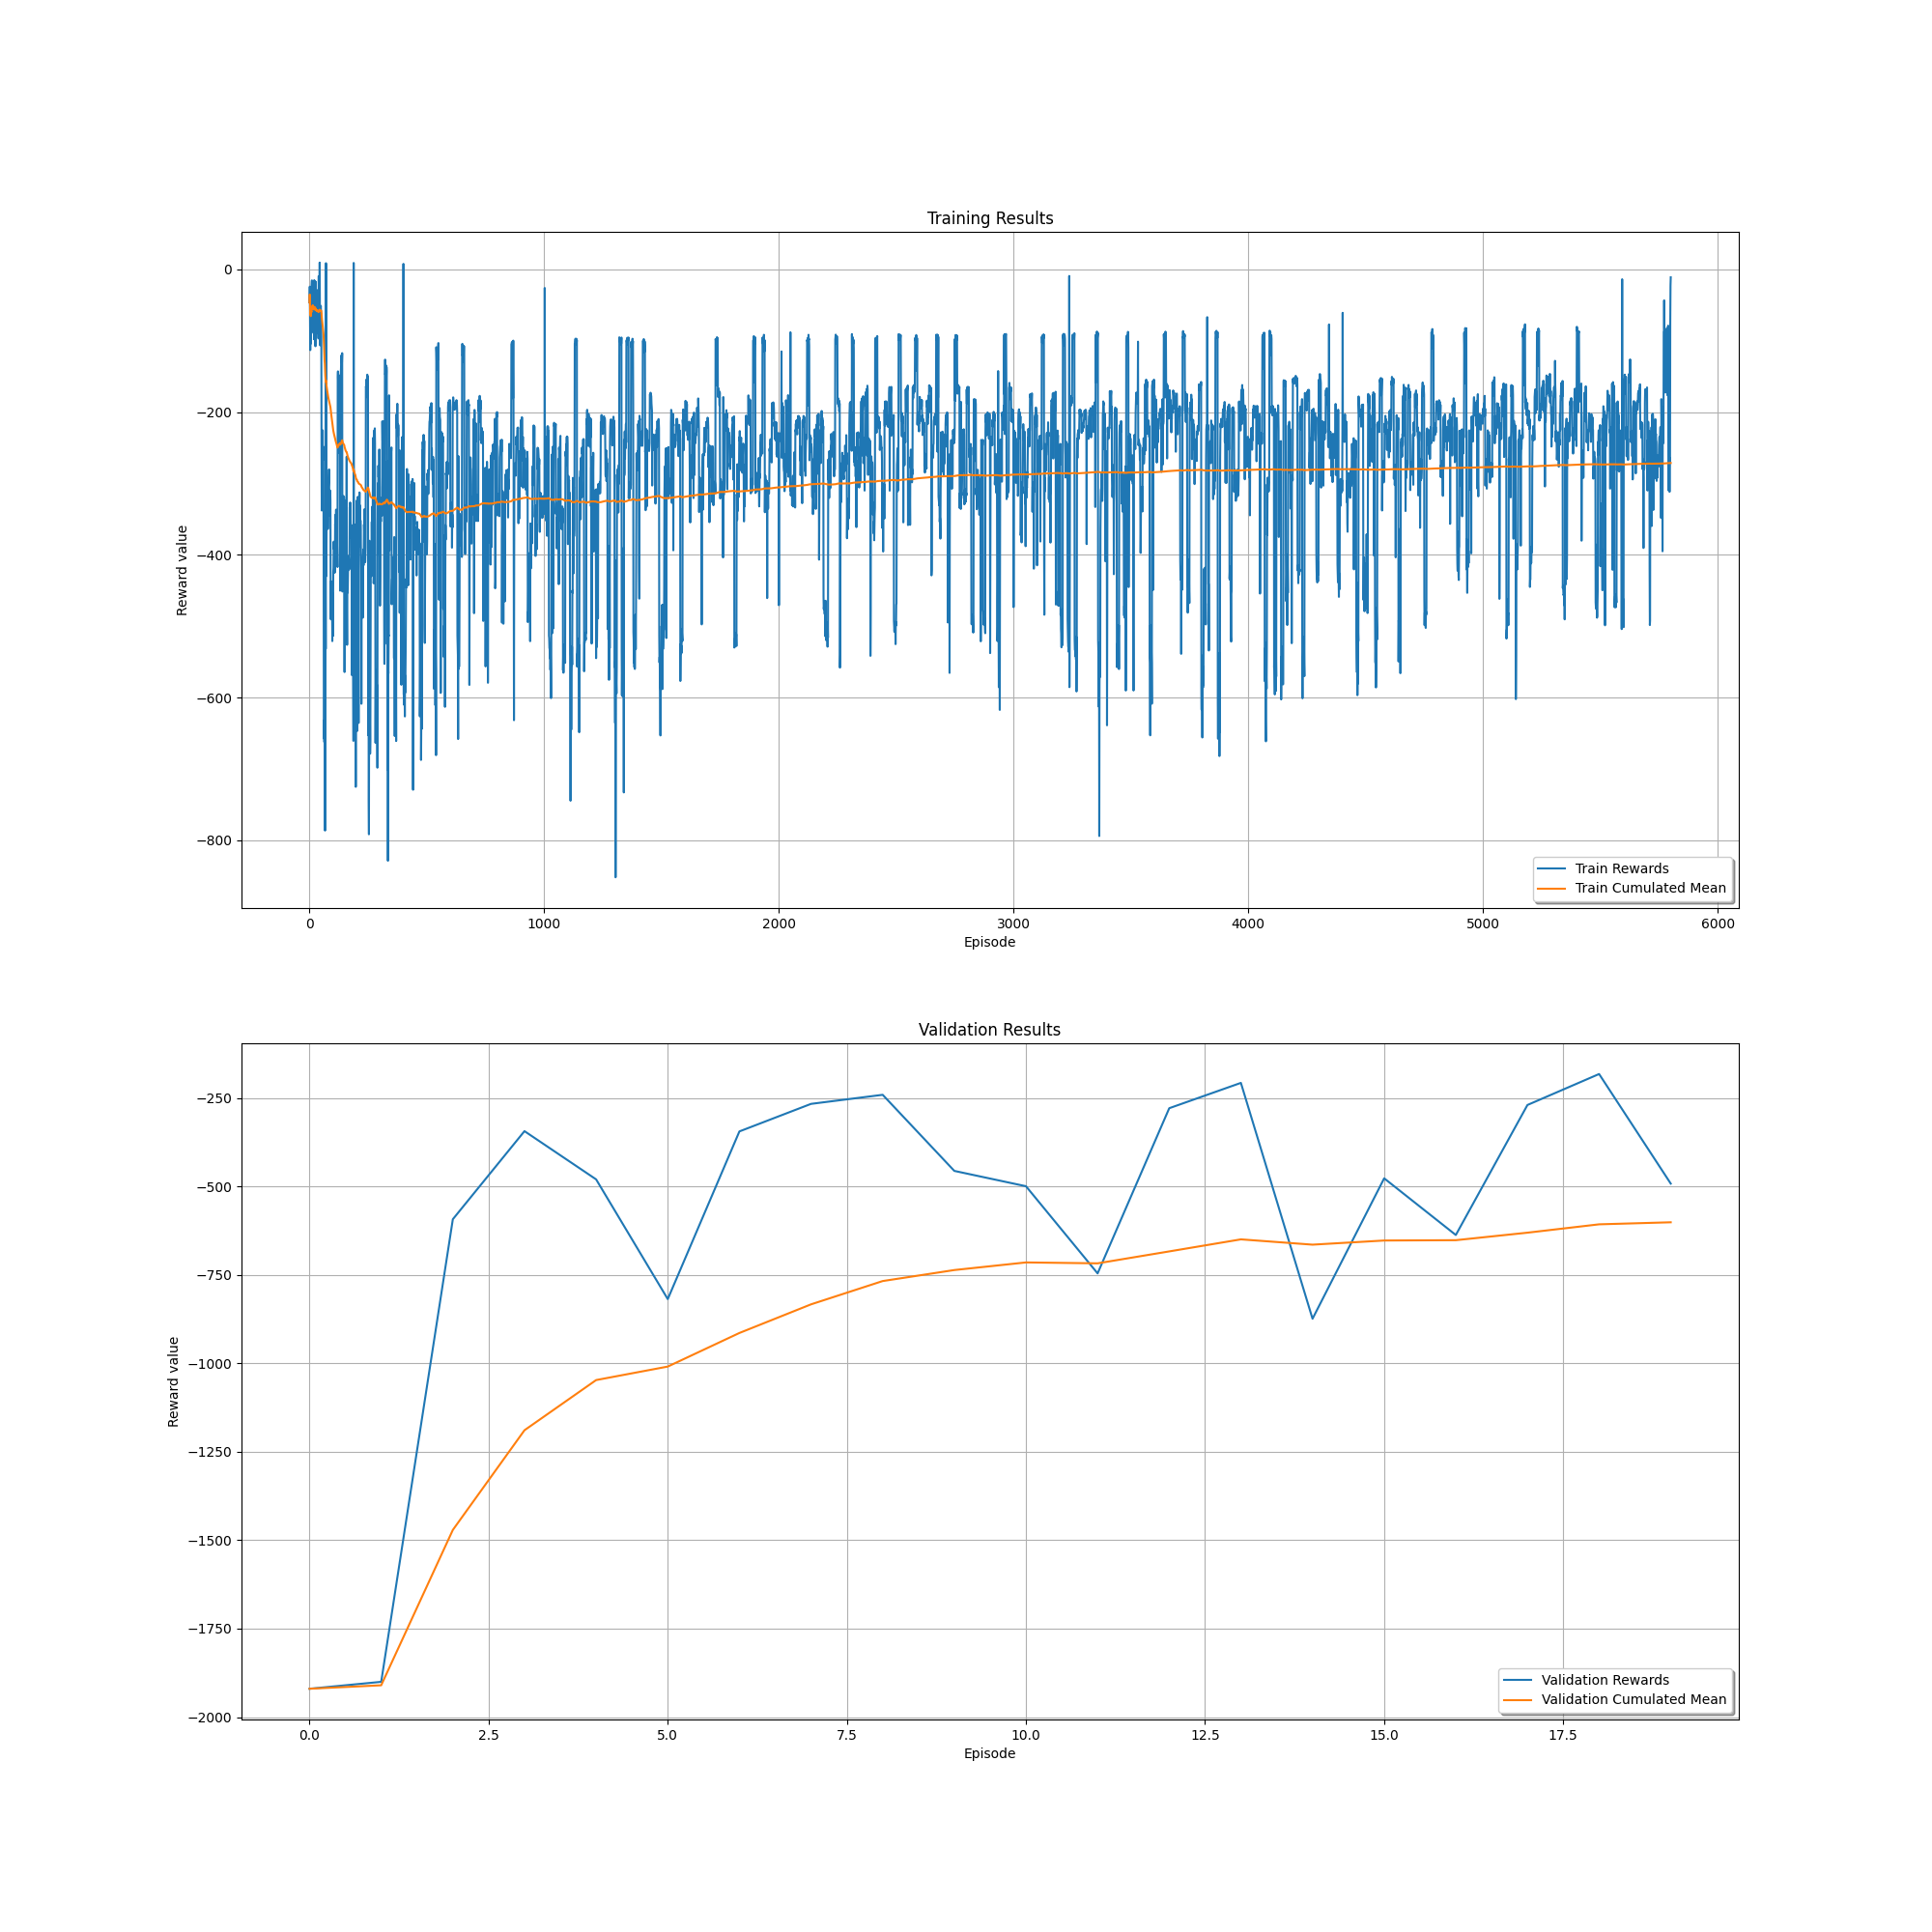 Training Results
0
−200
−400
−600
−800
Reward value
Train Rewards
Train Cumulated Mean
0 1000 2000 3000 4000 5000 6000
Episode
Validation Results
−250
−500
−750
−1000
−1250
−1500
−1750
−2000
Reward value
Validation Rewards
Validation Cumulated Mean
0.0 2.5 5.0 7.5 10.0 12.5 15.0 17.5
Episode